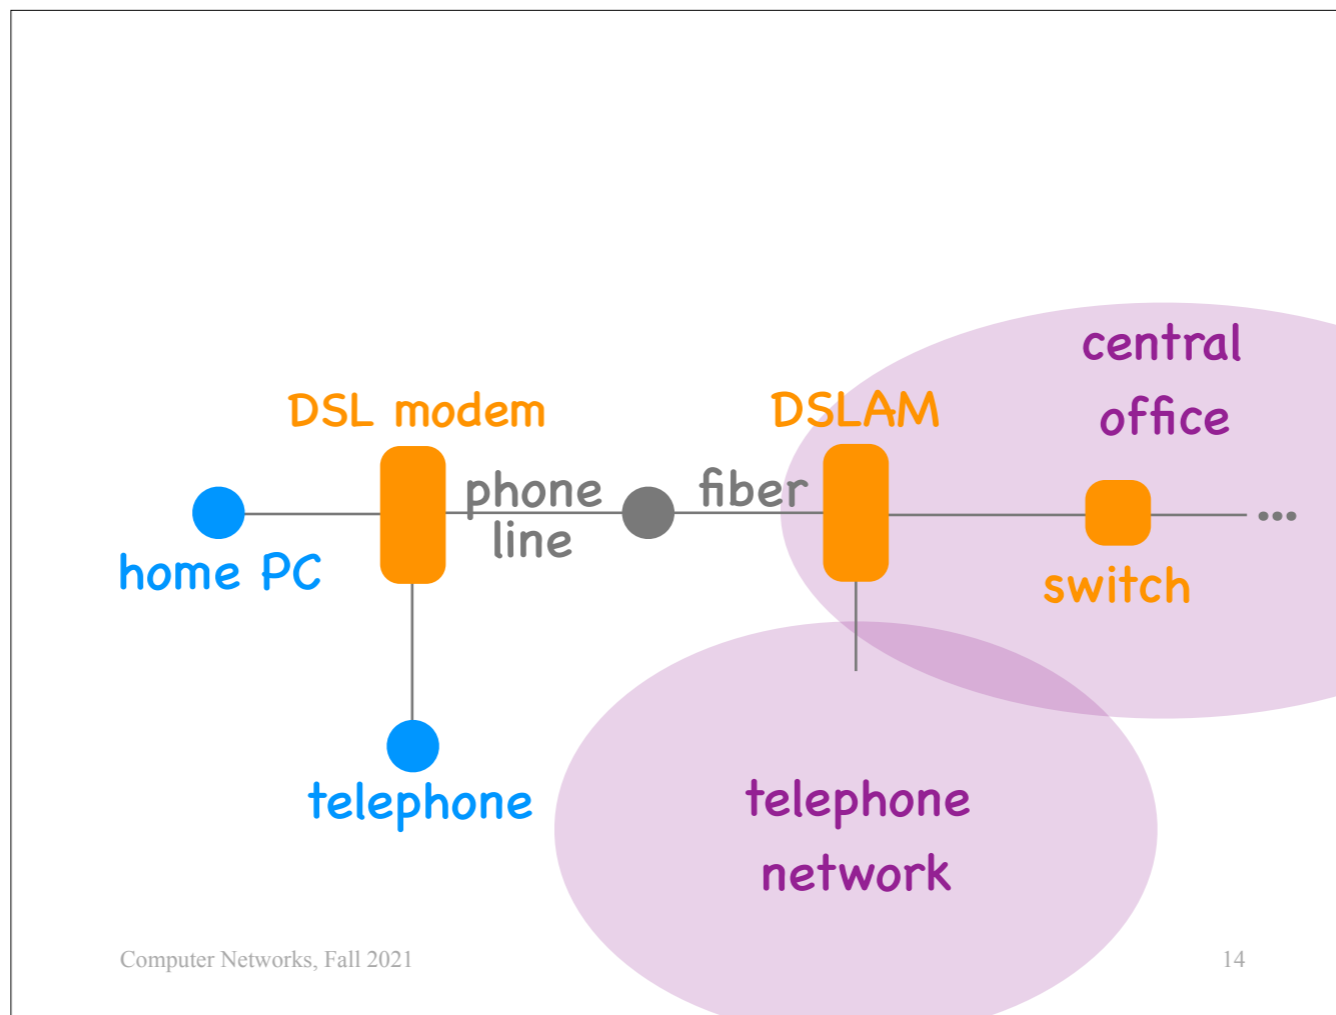 central
office
DSL modem
DSLAM
phone
line
fiber
home PC
switch
telephone
telephone
network
Computer Networks, Fall 2021
14